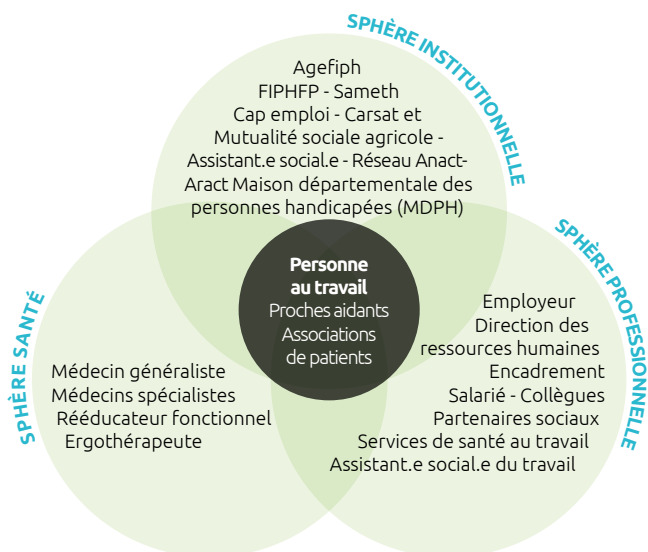 SPHÈRE INSTITUTIONNELLE
Agefiph
FIPHFP - Sameth
Cap emploi - Carsat et
Mutualité sociale agricole -
Assistant.e social.e - Réseau Anact-
Aract Maison départementale des
personnes handicapées (MDPH)
Personne
au travail
Proches aidants
Associations
de patients
SPHÈRE SANTÉ
Médecin généraliste
Médecins spécialistes
Rééducateur fonctionnel
Ergothérapeute
SPHÈRE PROFESSIONNELLE
Employeur
Direction des
ressources humaines
Encadrement
Salarié - Collègues
Partenaires sociaux
Services de santé au travail
Assistant.e social.e du travail